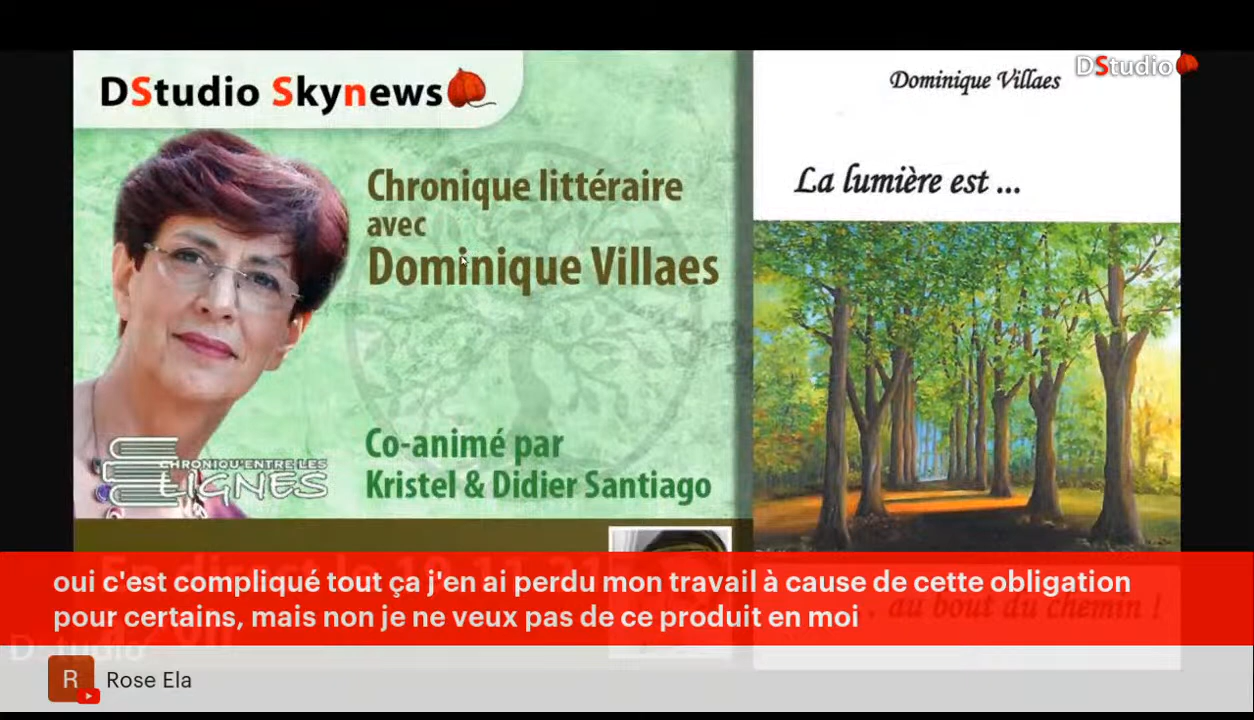 DStudio Skynews
Chronique littéraire
avec
Dominique Villaes
CHRONIQU'ENTRE LES
LIGNES
Co-animé par
Kristel & Didier Santiago
DStudio
Dominique Villaes
La lumière est ...
... au bout du chemin !
oui c'est compliqué tout ça j'en ai perdu mon travail à cause de cette obligation
pour certains, mais non je ne veux pas de ce produit en moi
DStudio
R
Rose Ela